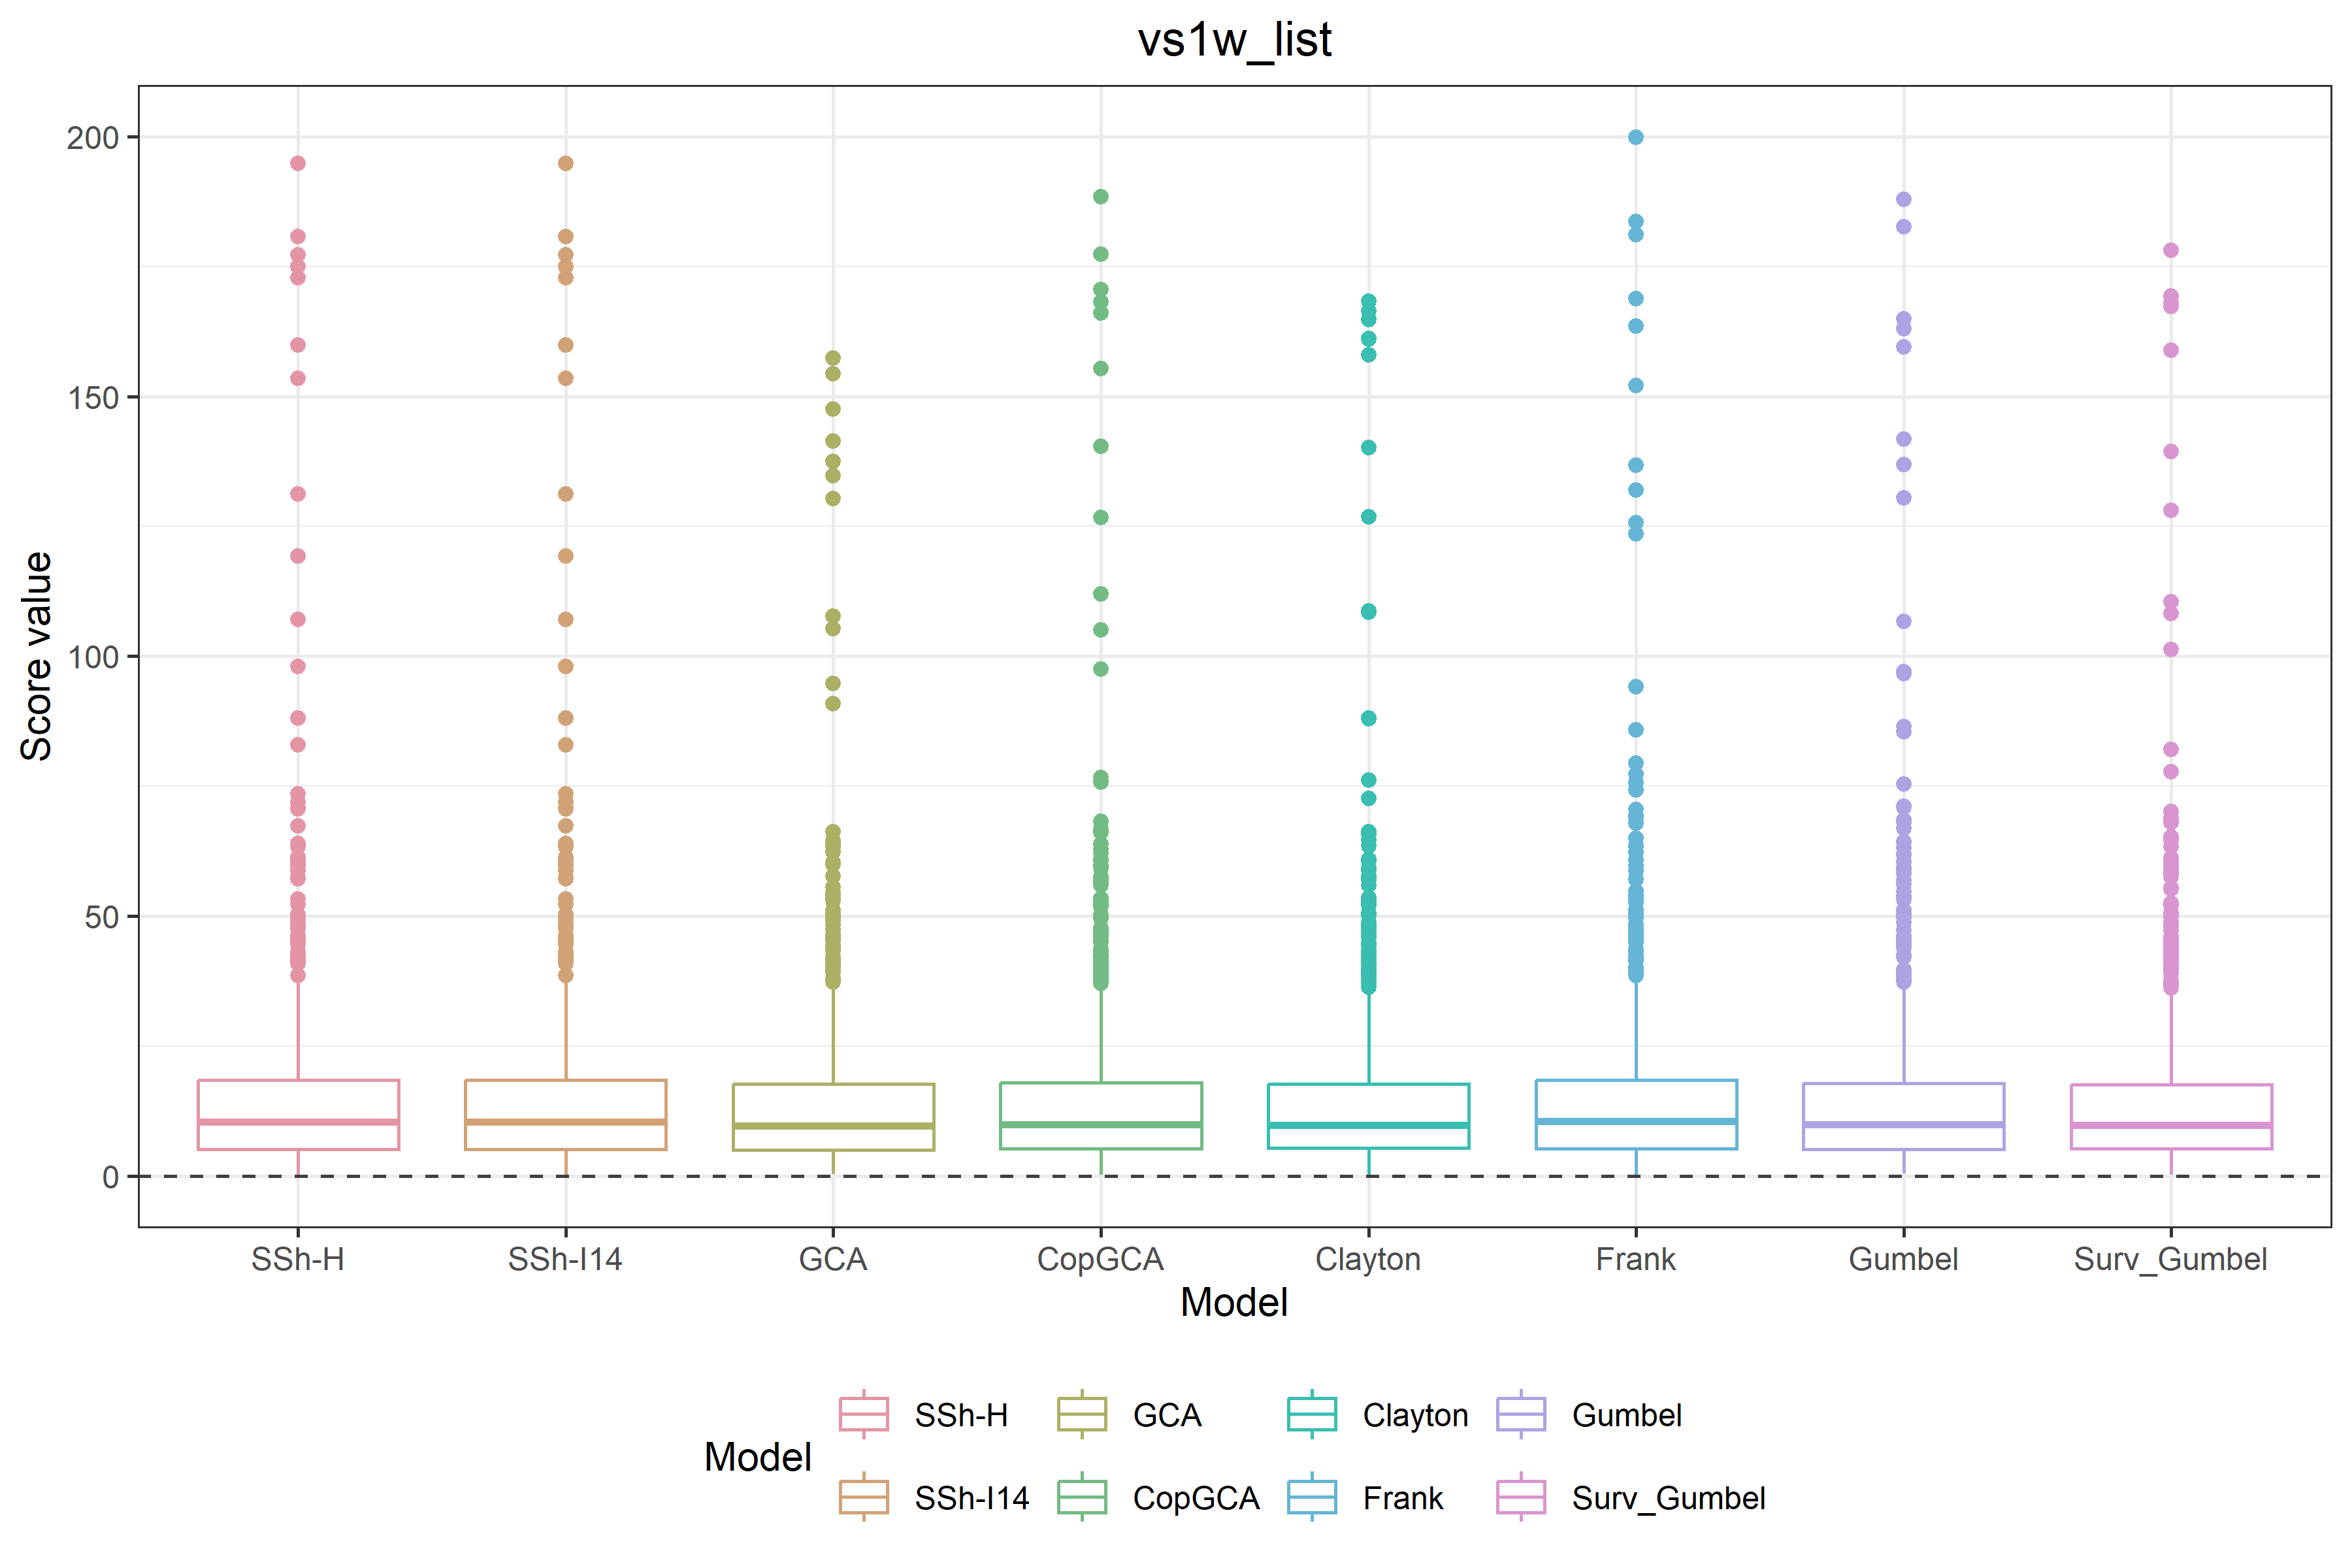 vs1w_list
200
150
100
50
0
Score value
SSh-H SSh-I14 GCA CopGCA Clayton Frank Gumbel Surv_Gumbel
Model
Model
SSh-H GCA Clayton Gumbel
SSh-I14 CopGCA Frank Surv_Gumbel